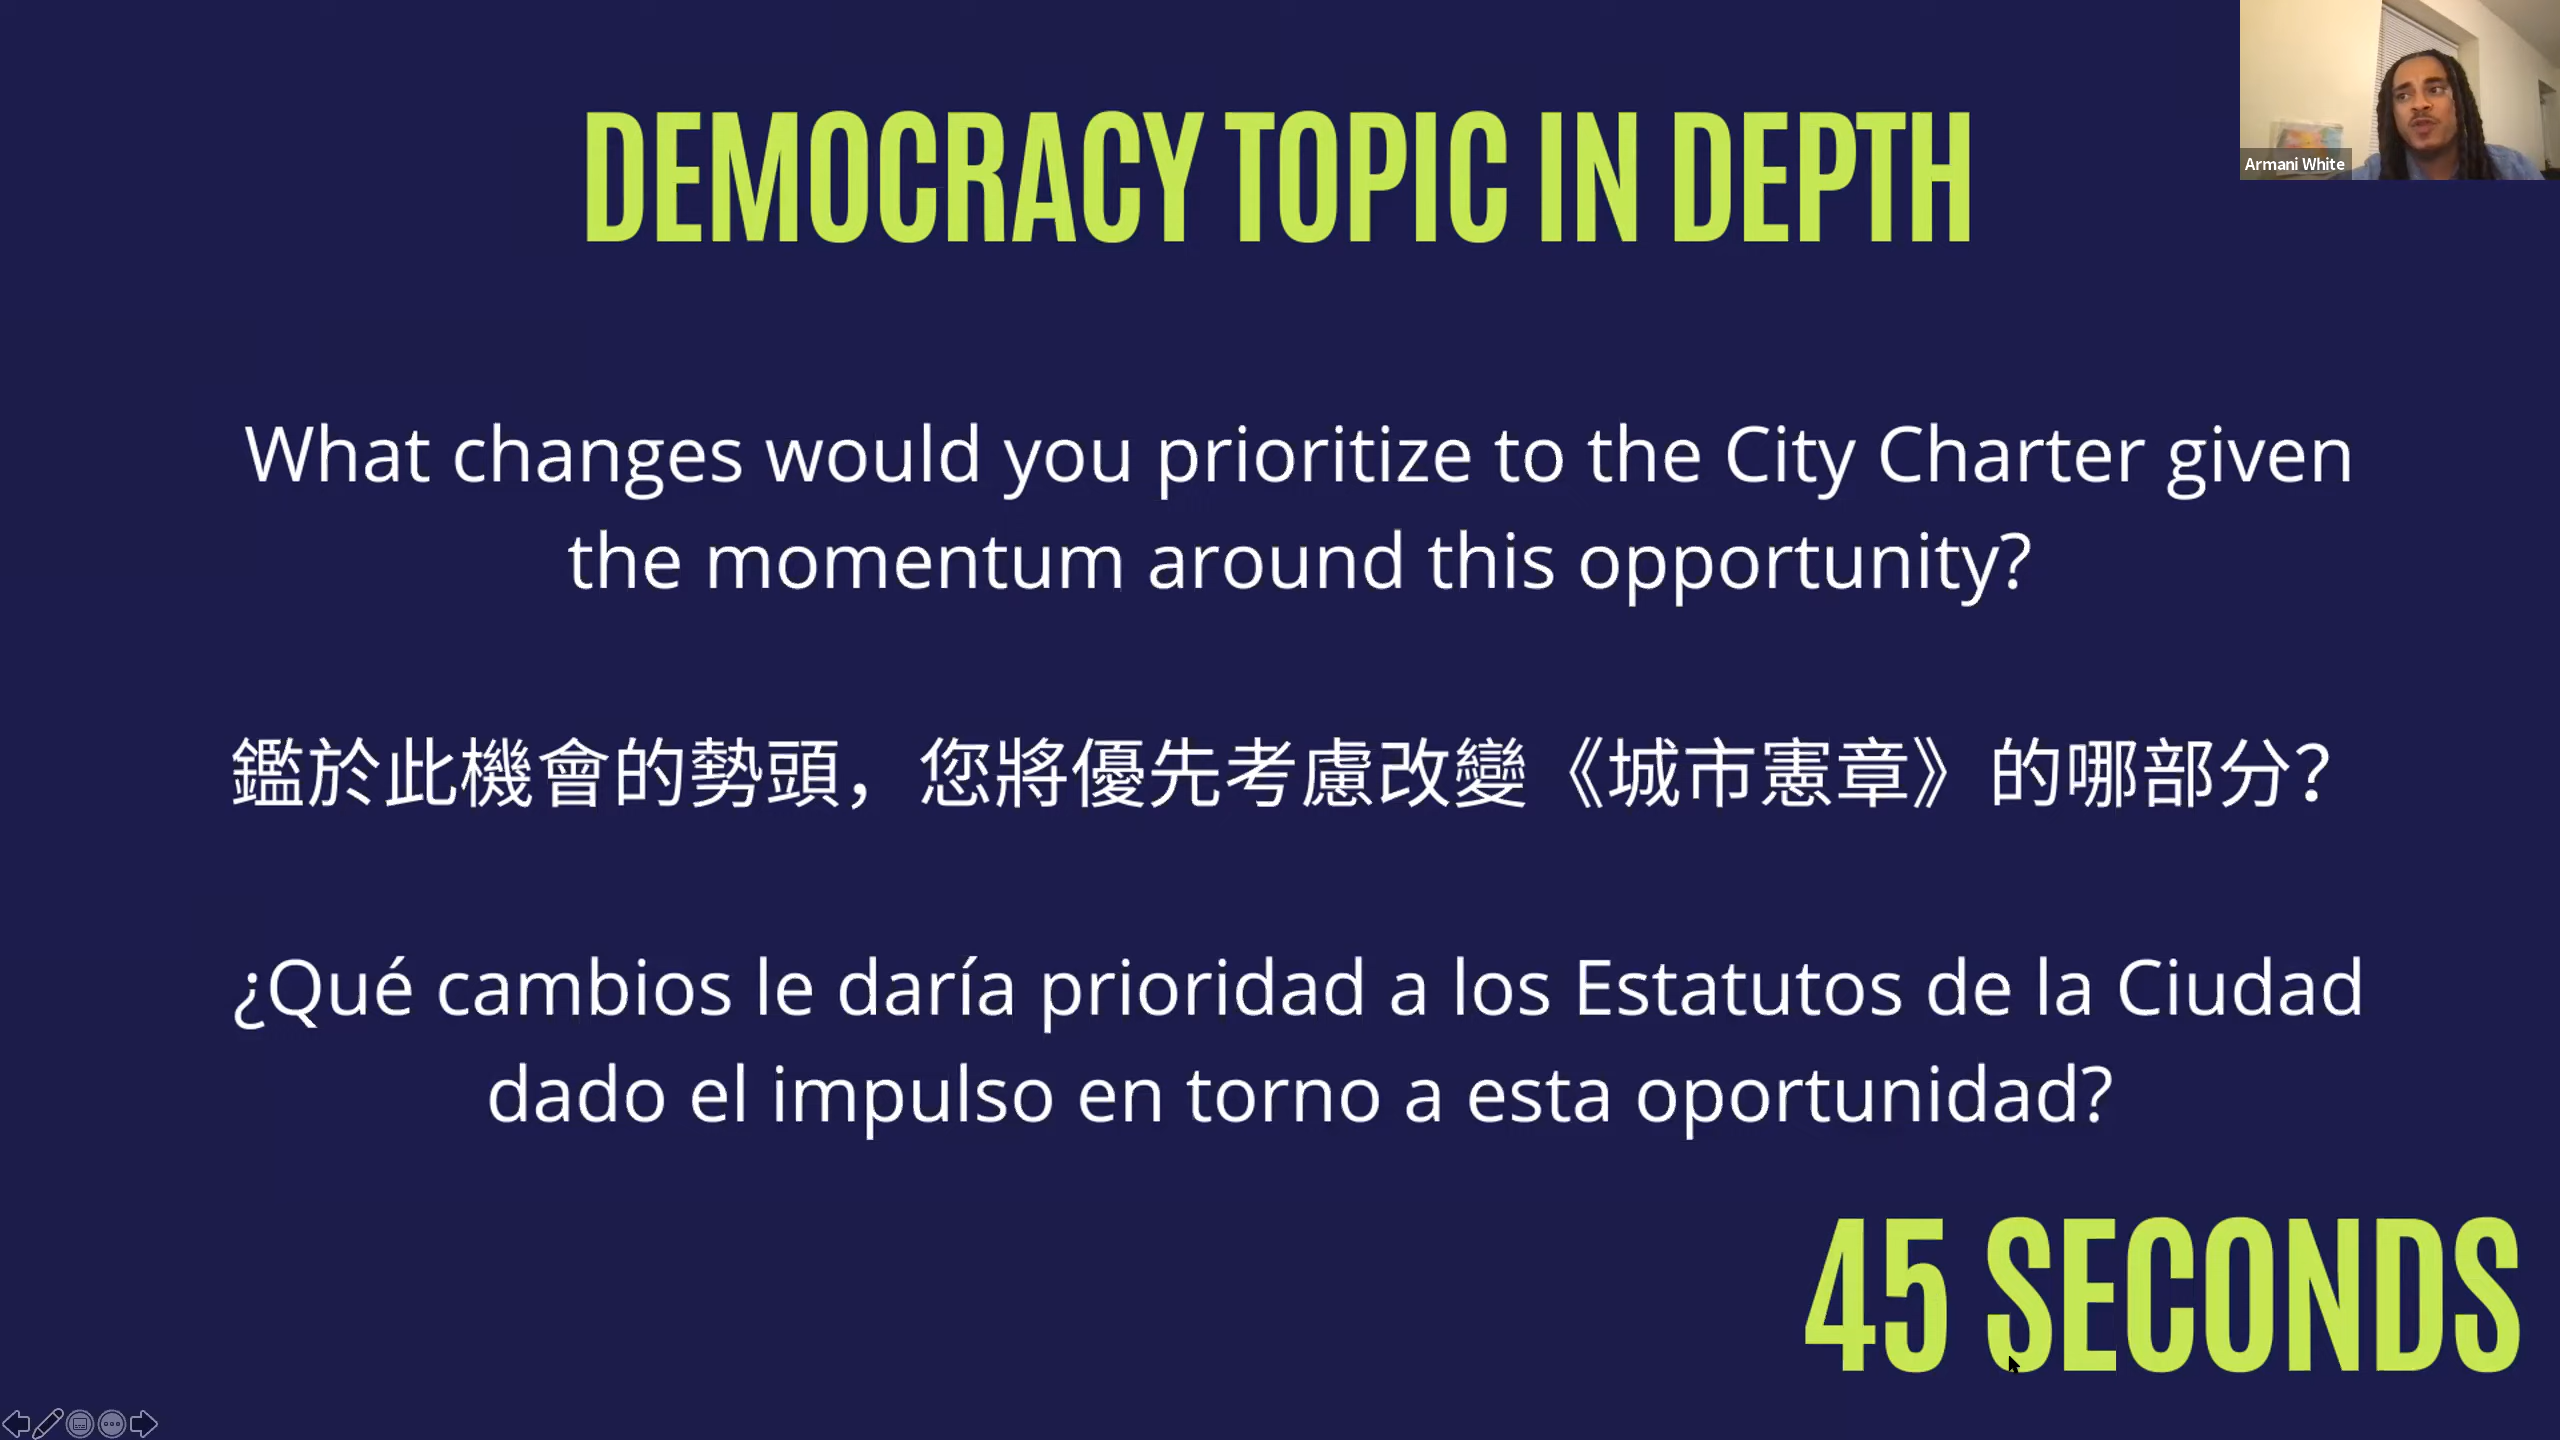 DEMOCRACY TOPIC IN DEPTH
Armani White
What changes would you prioritize to the City Charter given
the momentum around this opportunity?
鑑於此機會的勢頭，您將優先考慮改變《城市憲章》的哪部分？
¿Qué cambios le daría prioridad a los Estatutos de la Ciudad
dado el impulso en torno a esta oportunidad?
45 SECONDS